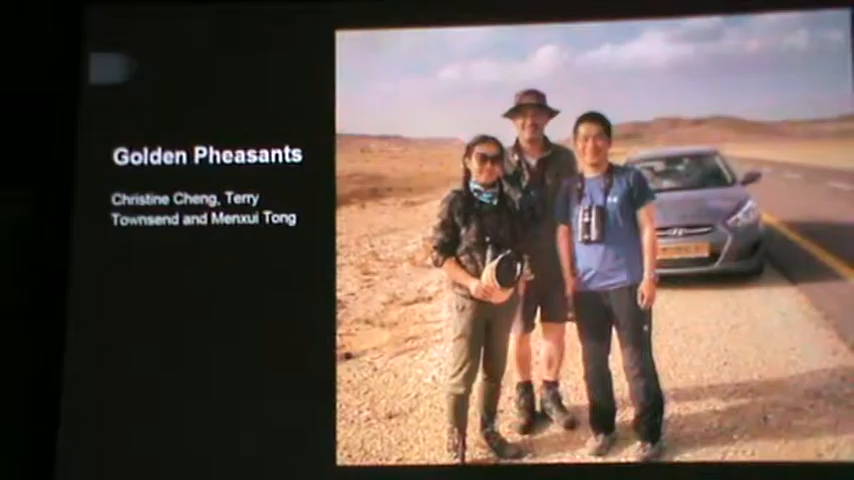 Golden Pheasants
Christine Cheng, Terry
Townsend and Menxui Tong